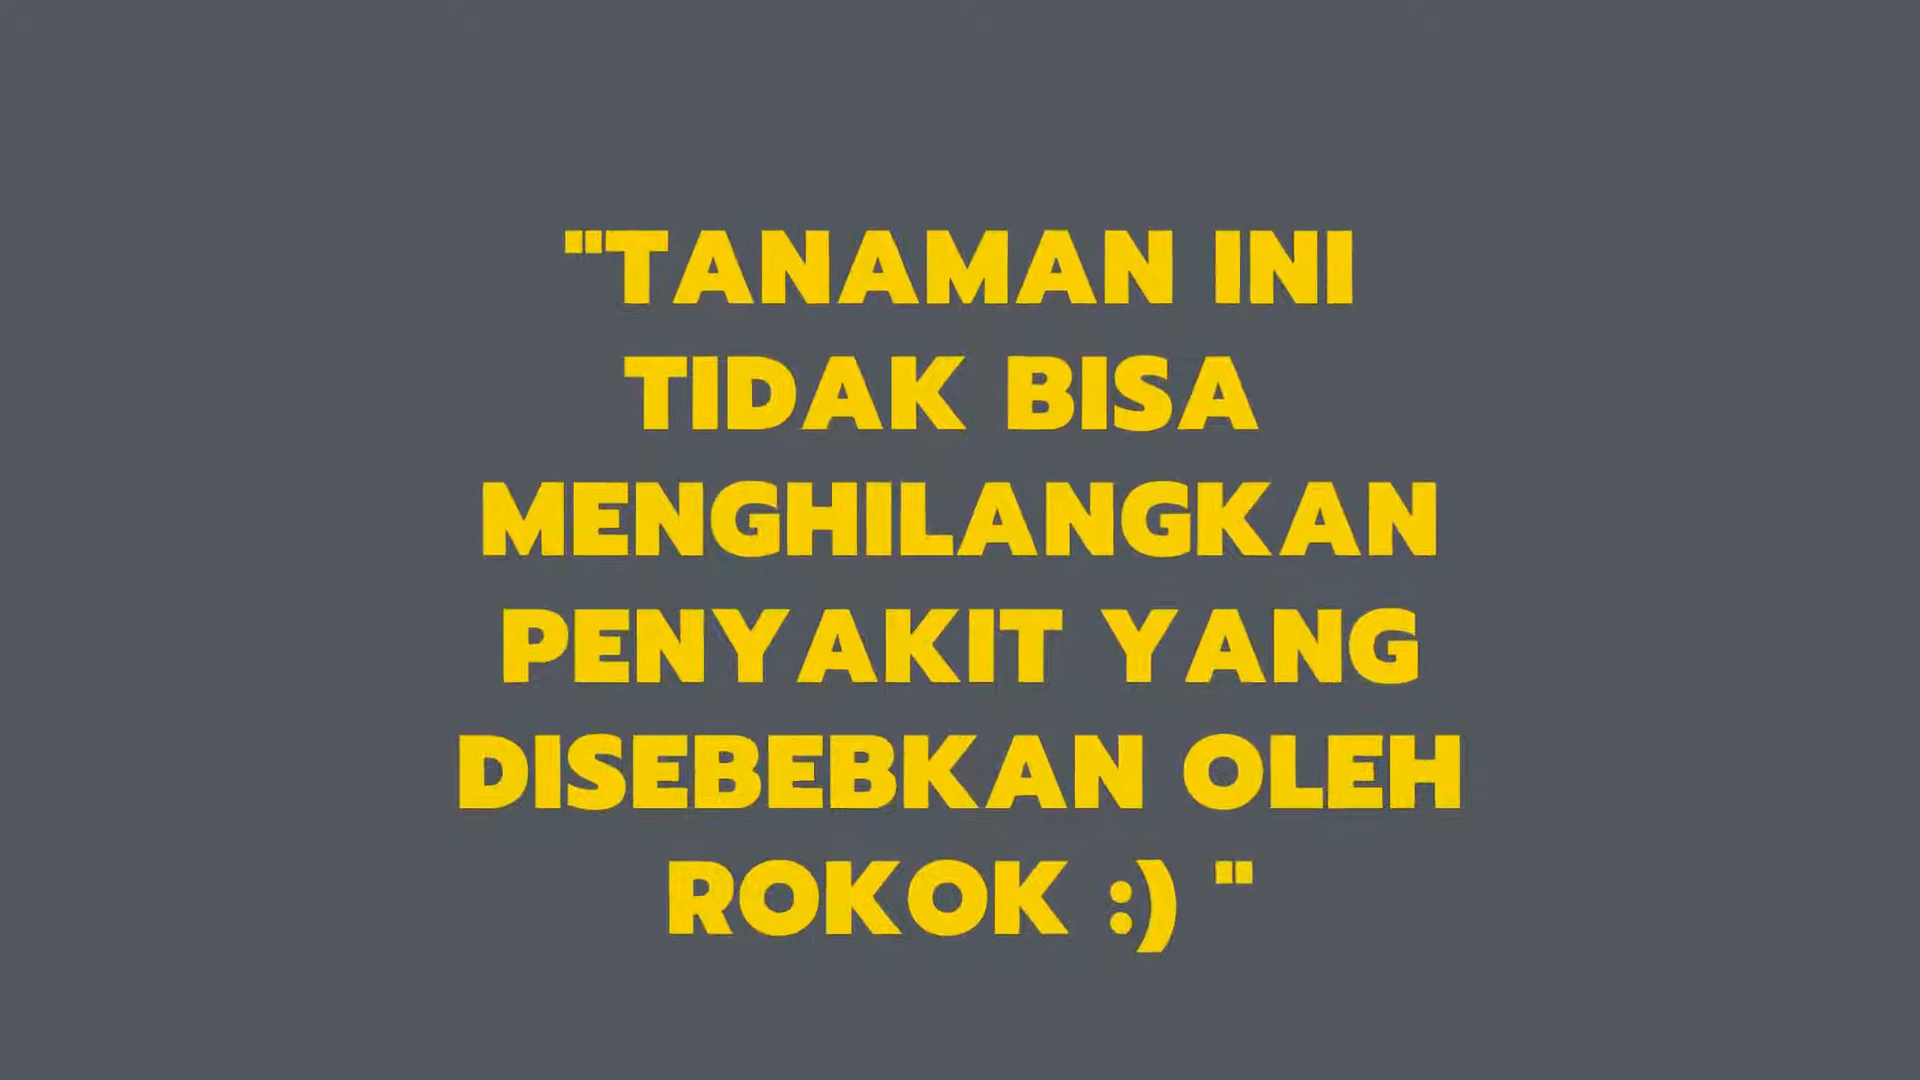 "TANAMAN INI
TIDAK BISA
MENGHILANGKAN
PENYAKIT YANG
DISEBEBKAN OLEH
ROKOK :) "